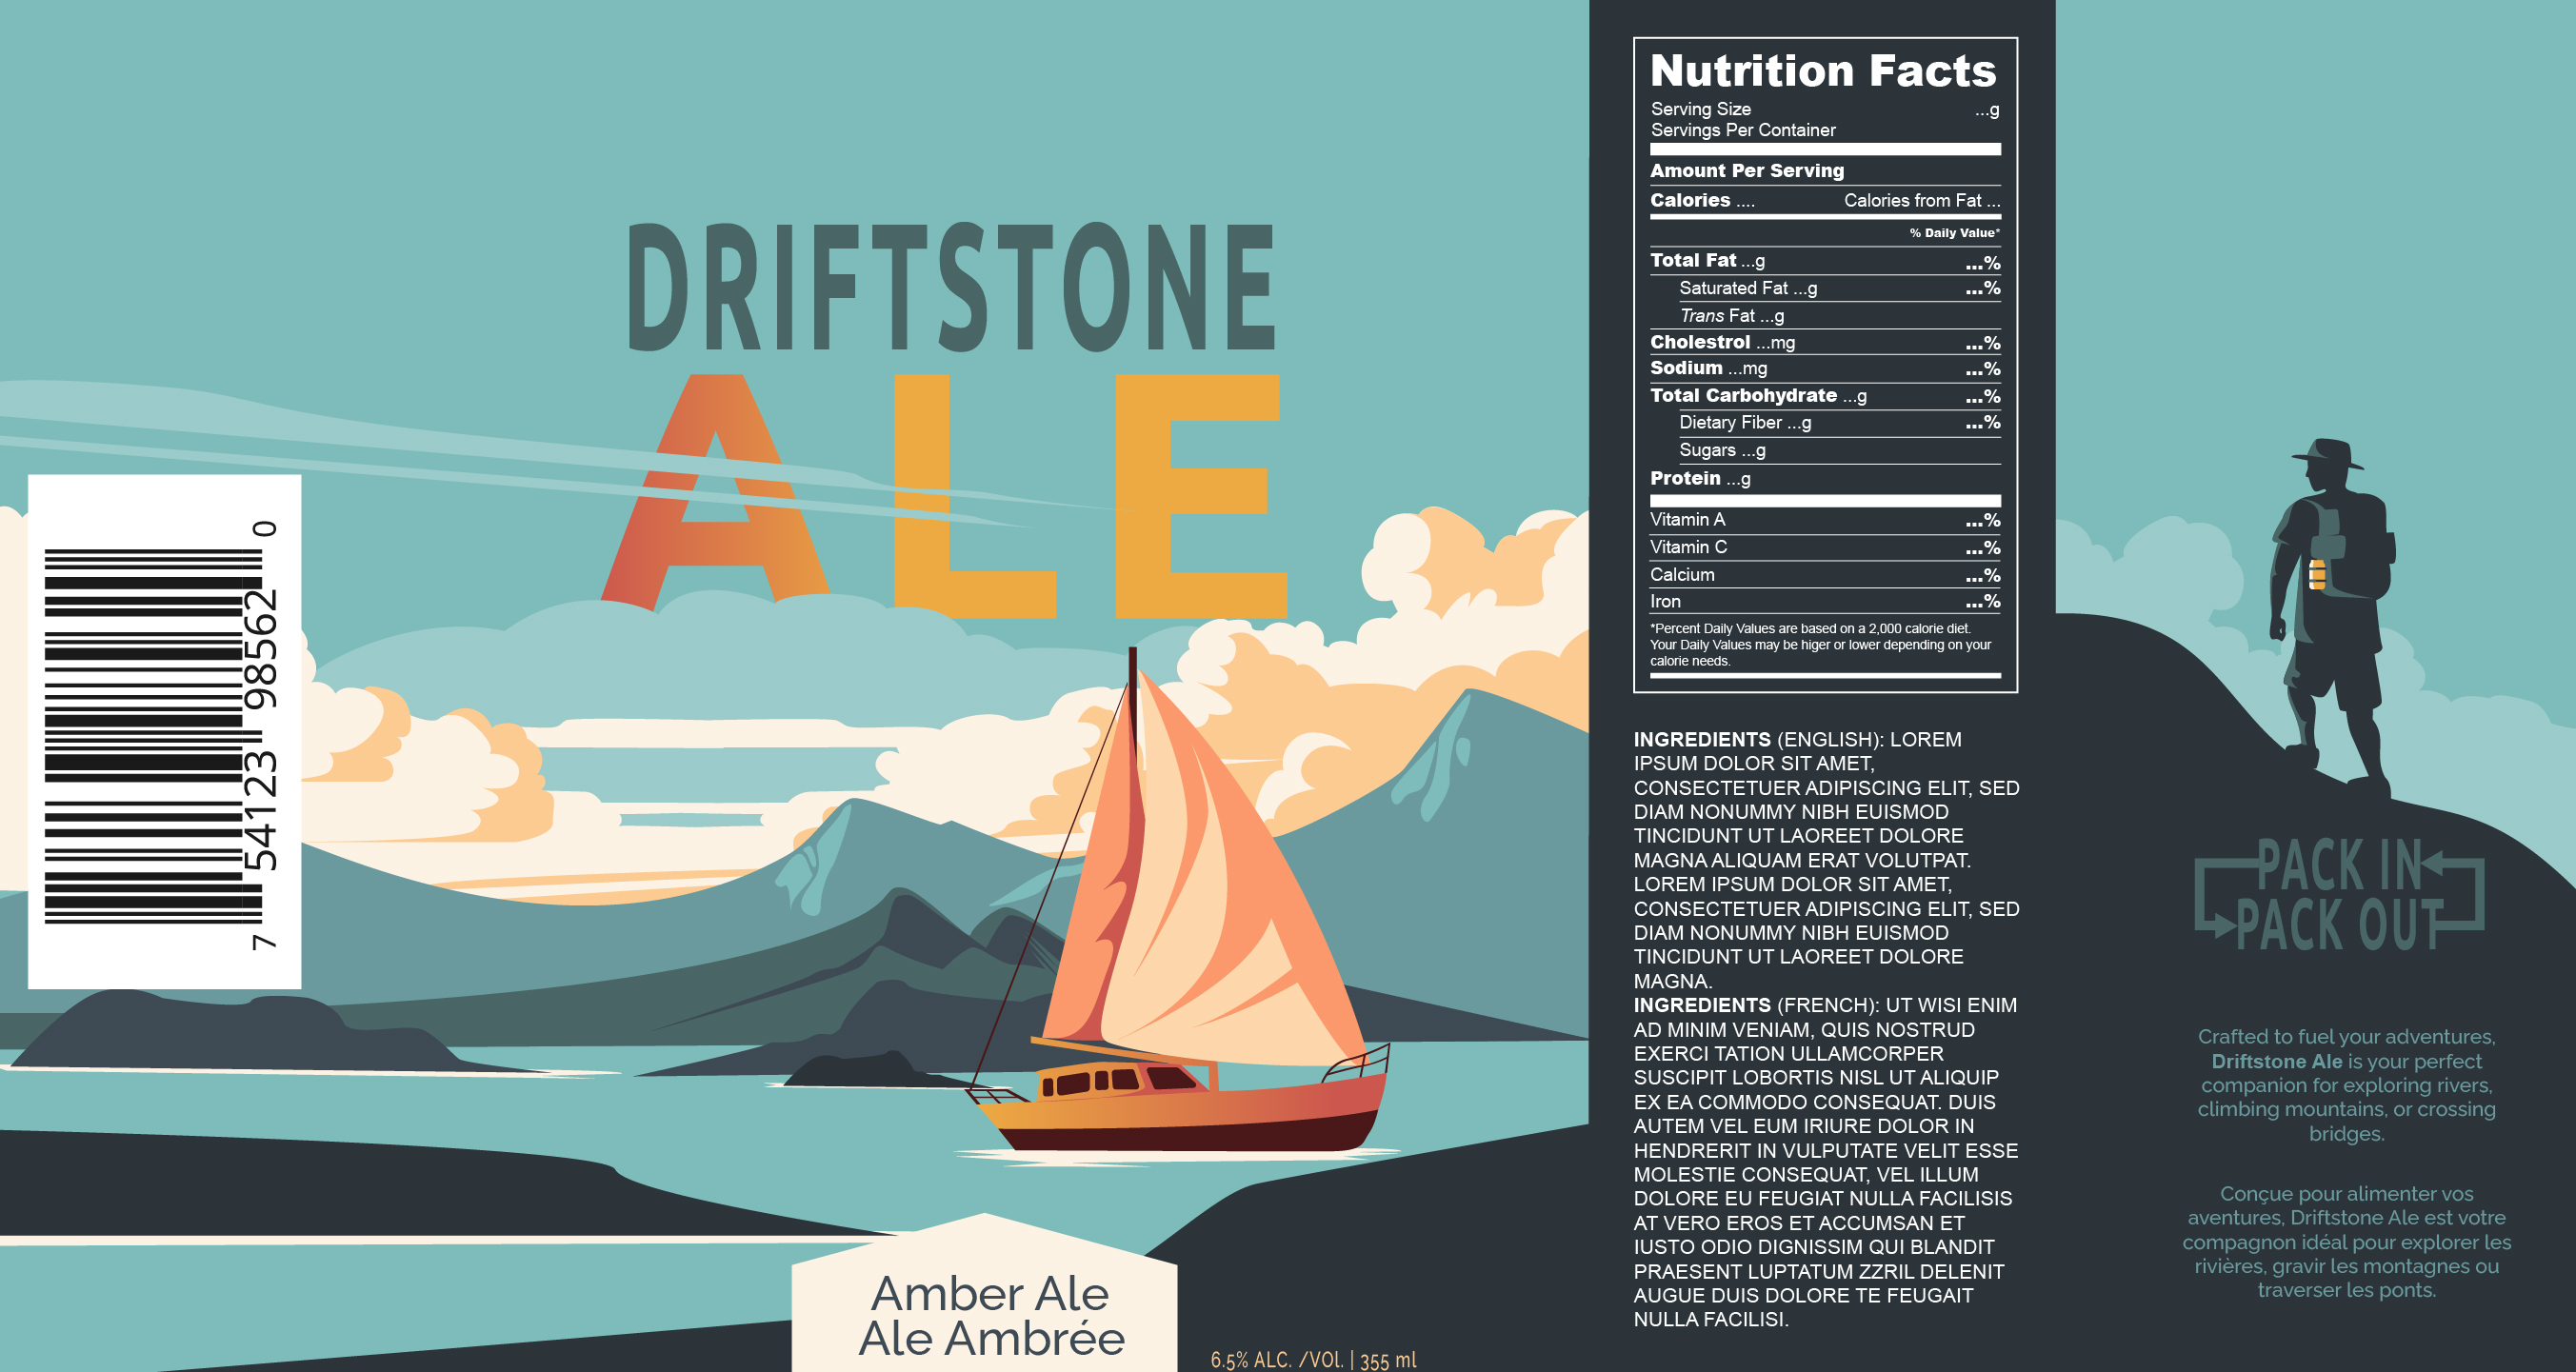 DRIFTSTONE
ALE
7 54123 98562 0
Amber Ale
Ale Ambrée
6.5% ALC. /VOl. | 355 ml
Nutrition Facts
Serving Size ...g
Servings Per Container
Amount Per Serving
Calories .... Calories from Fat ...
% Daily Value*
Total Fat ...g ...%
Saturated Fat ...g ...%
Trans Fat ...g
Cholestrol ...mg ...%
Sodium ...mg ...%
Total Carbohydrate ...g ...%
Dietary Fiber ...g ...%
Sugars ...g
Protein ...g
Vitamin A ...%
Vitamin C ...%
Calcium ...%
Iron ...%
*Percent Daily Values are based on a 2,000 calorie diet.
Your Daily Values may be higer or lower depending on your
calorie needs.
INGREDIENTS (ENGLISH): LOREM
IPSUM DOLOR SIT AMET,
CONSECTETUER ADIPISCING ELIT, SED
DIAM NONUMMY NIBH EUISMOD
TINCIDUNT UT LAOREET DOLORE
MAGNA ALIQUAM ERAT VOLUTPAT.
LOREM IPSUM DOLOR SIT AMET,
CONSECTETUER ADIPISCING ELIT, SED
DIAM NONUMMY NIBH EUISMOD
TINCIDUNT UT LAOREET DOLORE
MAGNA.
INGREDIENTS (FRENCH): UT WISI ENIM
AD MINIM VENIAM, QUIS NOSTRUD
EXERCI TATION ULLAMCORPER
SUSCIPIT LOBORTIS NISL UT ALIQUIP
EX EA COMMODO CONSEQUAT. DUIS
AUTEM VEL EUM IRIURE DOLOR IN
HENDRERIT IN VULPUTATE VELIT ESSE
MOLESTIE CONSEQUAT, VEL ILLUM
DOLORE EU FEUGIAT NULLA FACILISIS
AT VERO EROS ET ACCUMSAN ET
IUSTO ODIO DIGNISSIM QUI BLANDIT
PRAESENT LUPTATUM ZZRIL DELENIT
AUGUE DUIS DOLORE TE FEUGAIT
NULLA FACILISI.
PACK IN
PACK OUT
Crafted to fuel your adventures,
Driftstone Ale is your perfect
companion for exploring rivers,
climbing mountains, or crossing
bridges.
Conçue pour alimenter vos
aventures, Driftstone Ale est votre
compagnon idéal pour explorer les
rivières, gravir les montagnes ou
traverser les ponts.